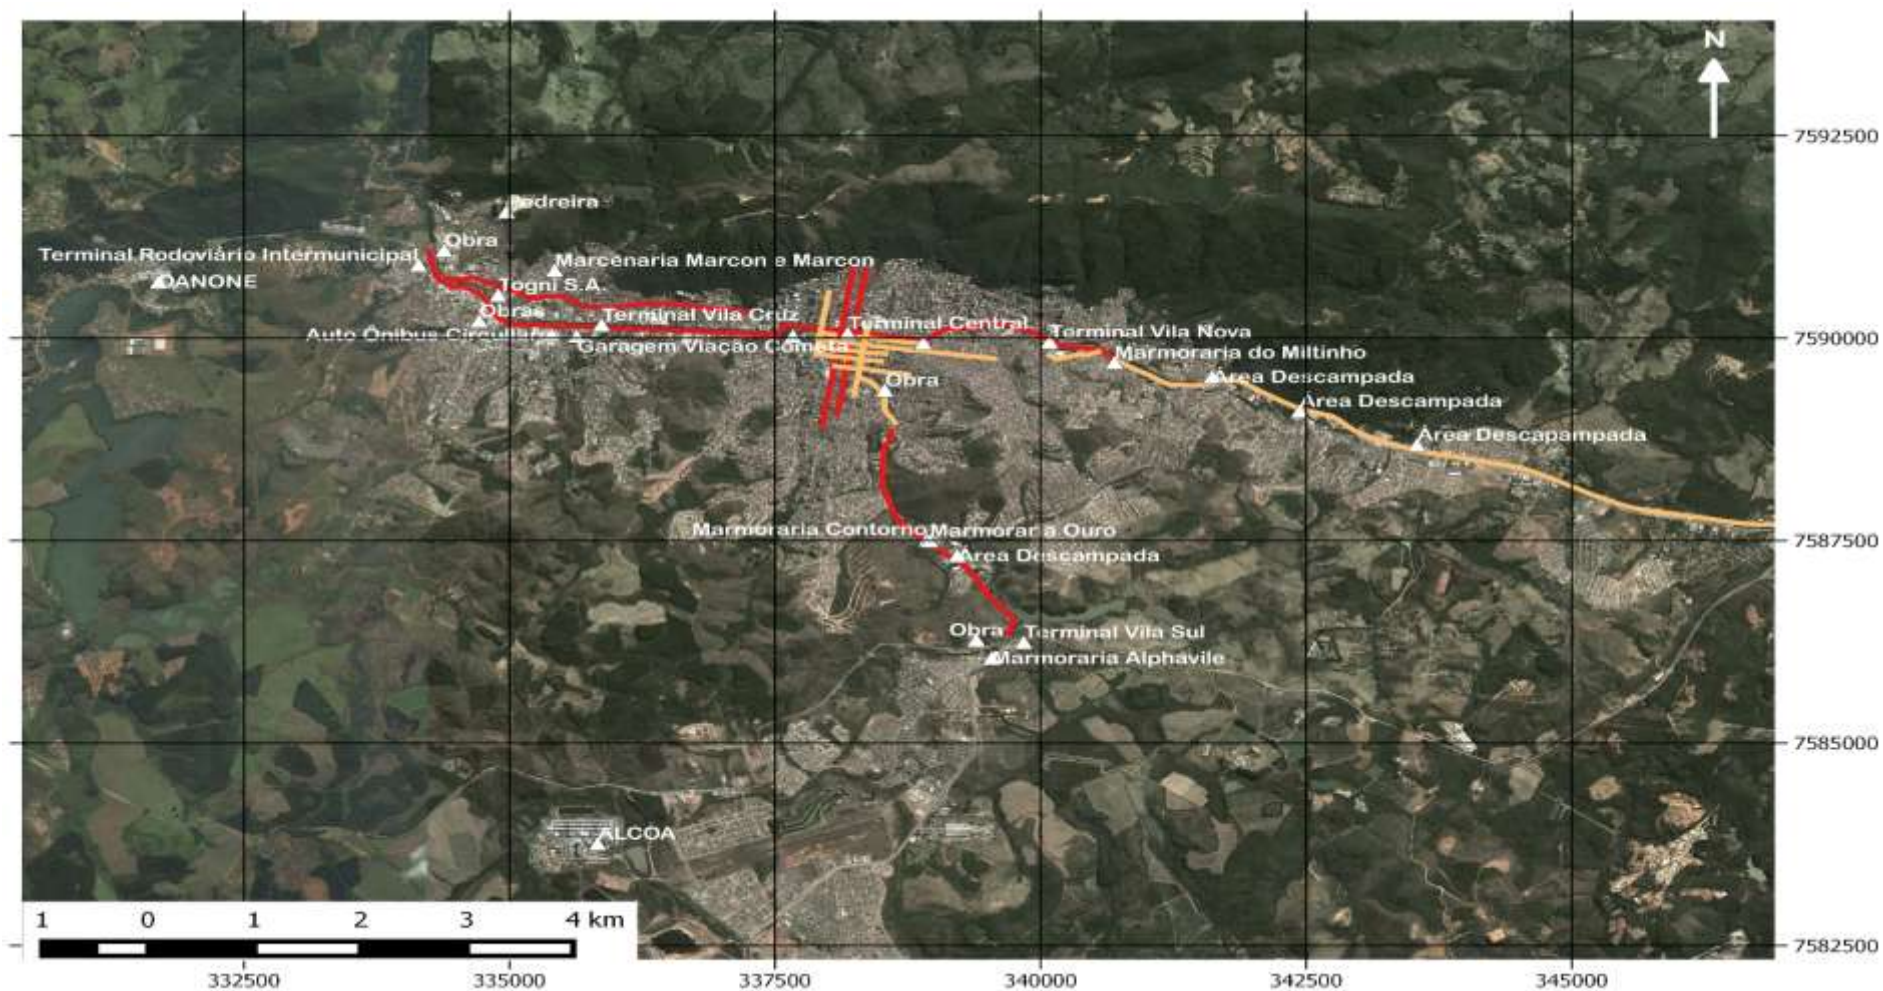 N
7592500
Pedreira
Obra
Terminal Rodoviário Intermunicipal
Marcenaria Marcon e Marcon
DANONE
Togni S.A.
Obras
Terminal Vila Cruz
Terminal Central
Auto Ônibus Circullare
Garagem Viação Cometa
Terminal Vila Nova
7590000
Marmoraria do Miltinho
Área Descampada
Obra
Área Descampada
Área Descapampada
Marmoraria Contorno
Marmoraria Ouro
7587500
Área Descampada
Obra
Terminal Vila Sul
Marmoraria Alphavile
7585000
ALCOA
1 0 1 2 3 4 km
7582500
332500 335000 337500 340000 342500 345000